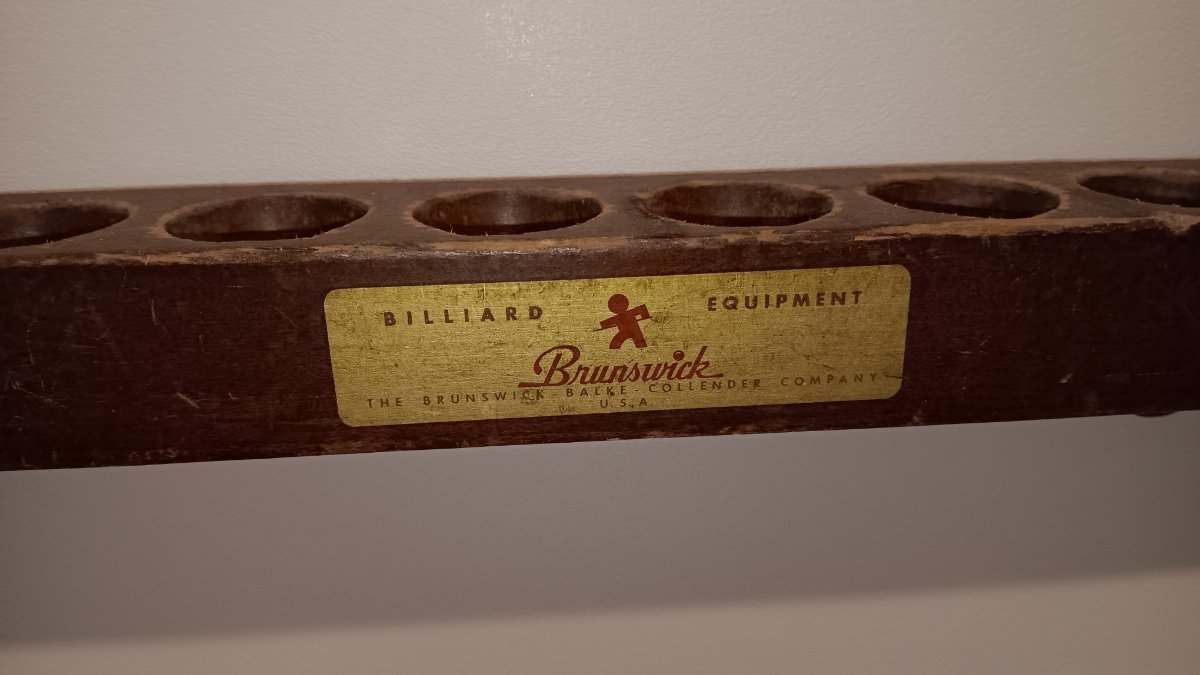 BILLIARD EQUIPMENT
Brunswick
THE BRUNSWICK - BALKE - COLLENDER COMPANY
U.S.A.